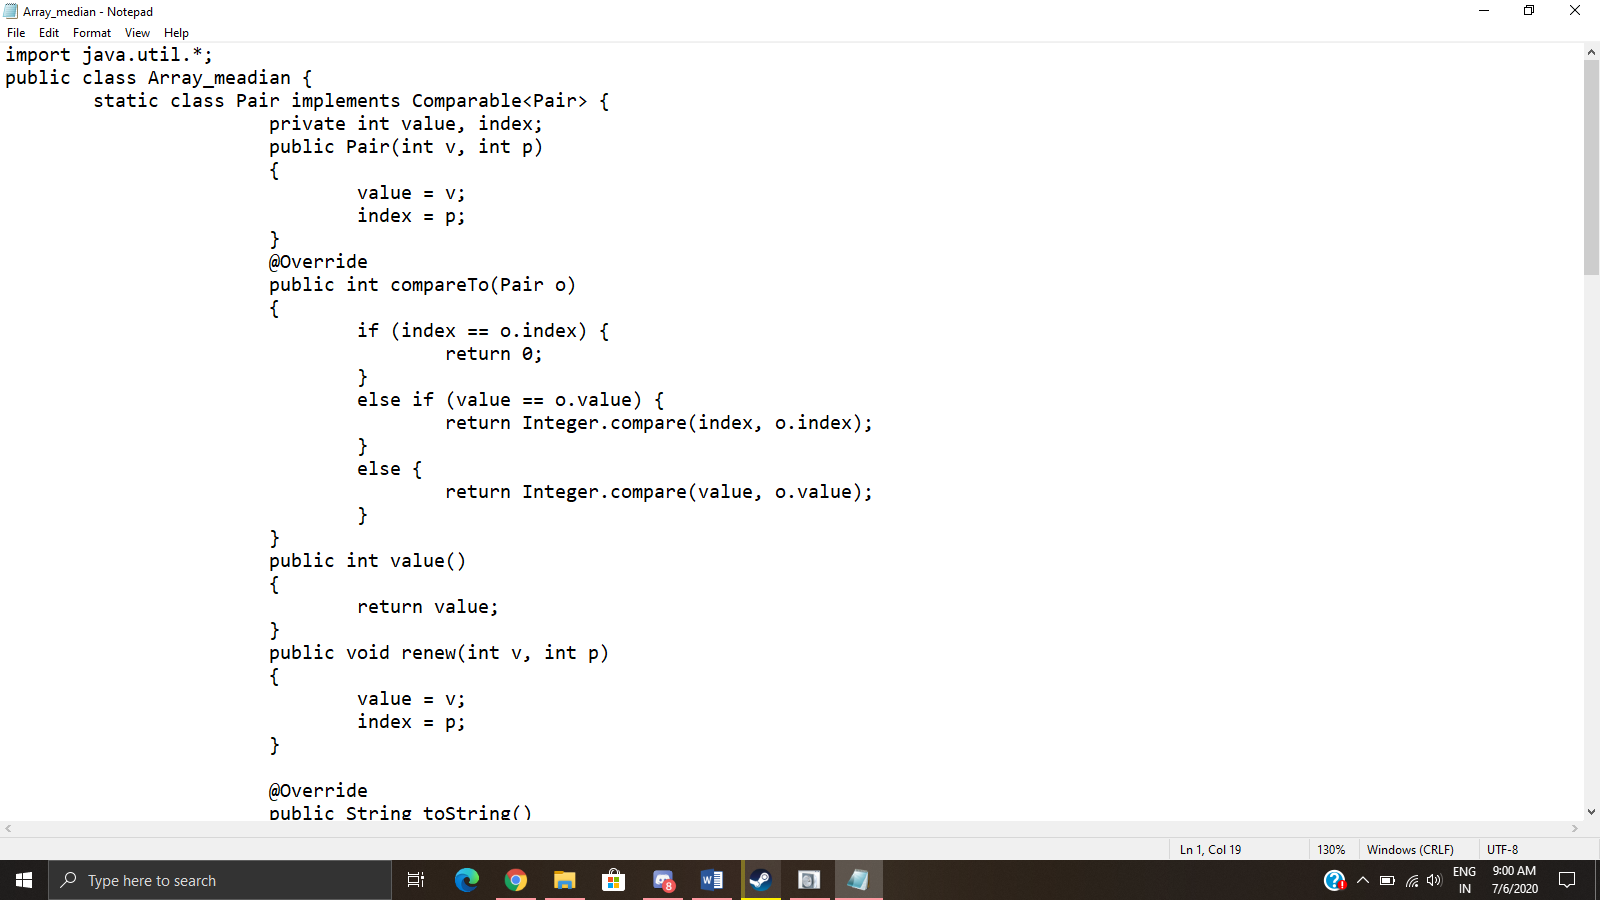 Array_median - Notepad
File Edit Format View Help
import java.util.*;
public class Array_meadian {
static class Pair implements Comparable<Pair> {
private int value, index;
public Pair(int v, int p)
{
value = v;
index = p;
}
@Override
public int compareTo(Pair o)
{
if (index == o.index) {
return 0;
}
else if (value == o.value) {
return Integer.compare(index, o.index);
}
else {
return Integer.compare(value, o.value);
}
}
public int value()
{
return value;
}
public void renew(int v, int p)
{
value = v;
index = p;
}
@Override
public String toString()
Ln 1, Col 19 130% Windows (CRLF) UTF-8
Type here to search
8
W
ENG
IN
9:00 AM
7/6/2020